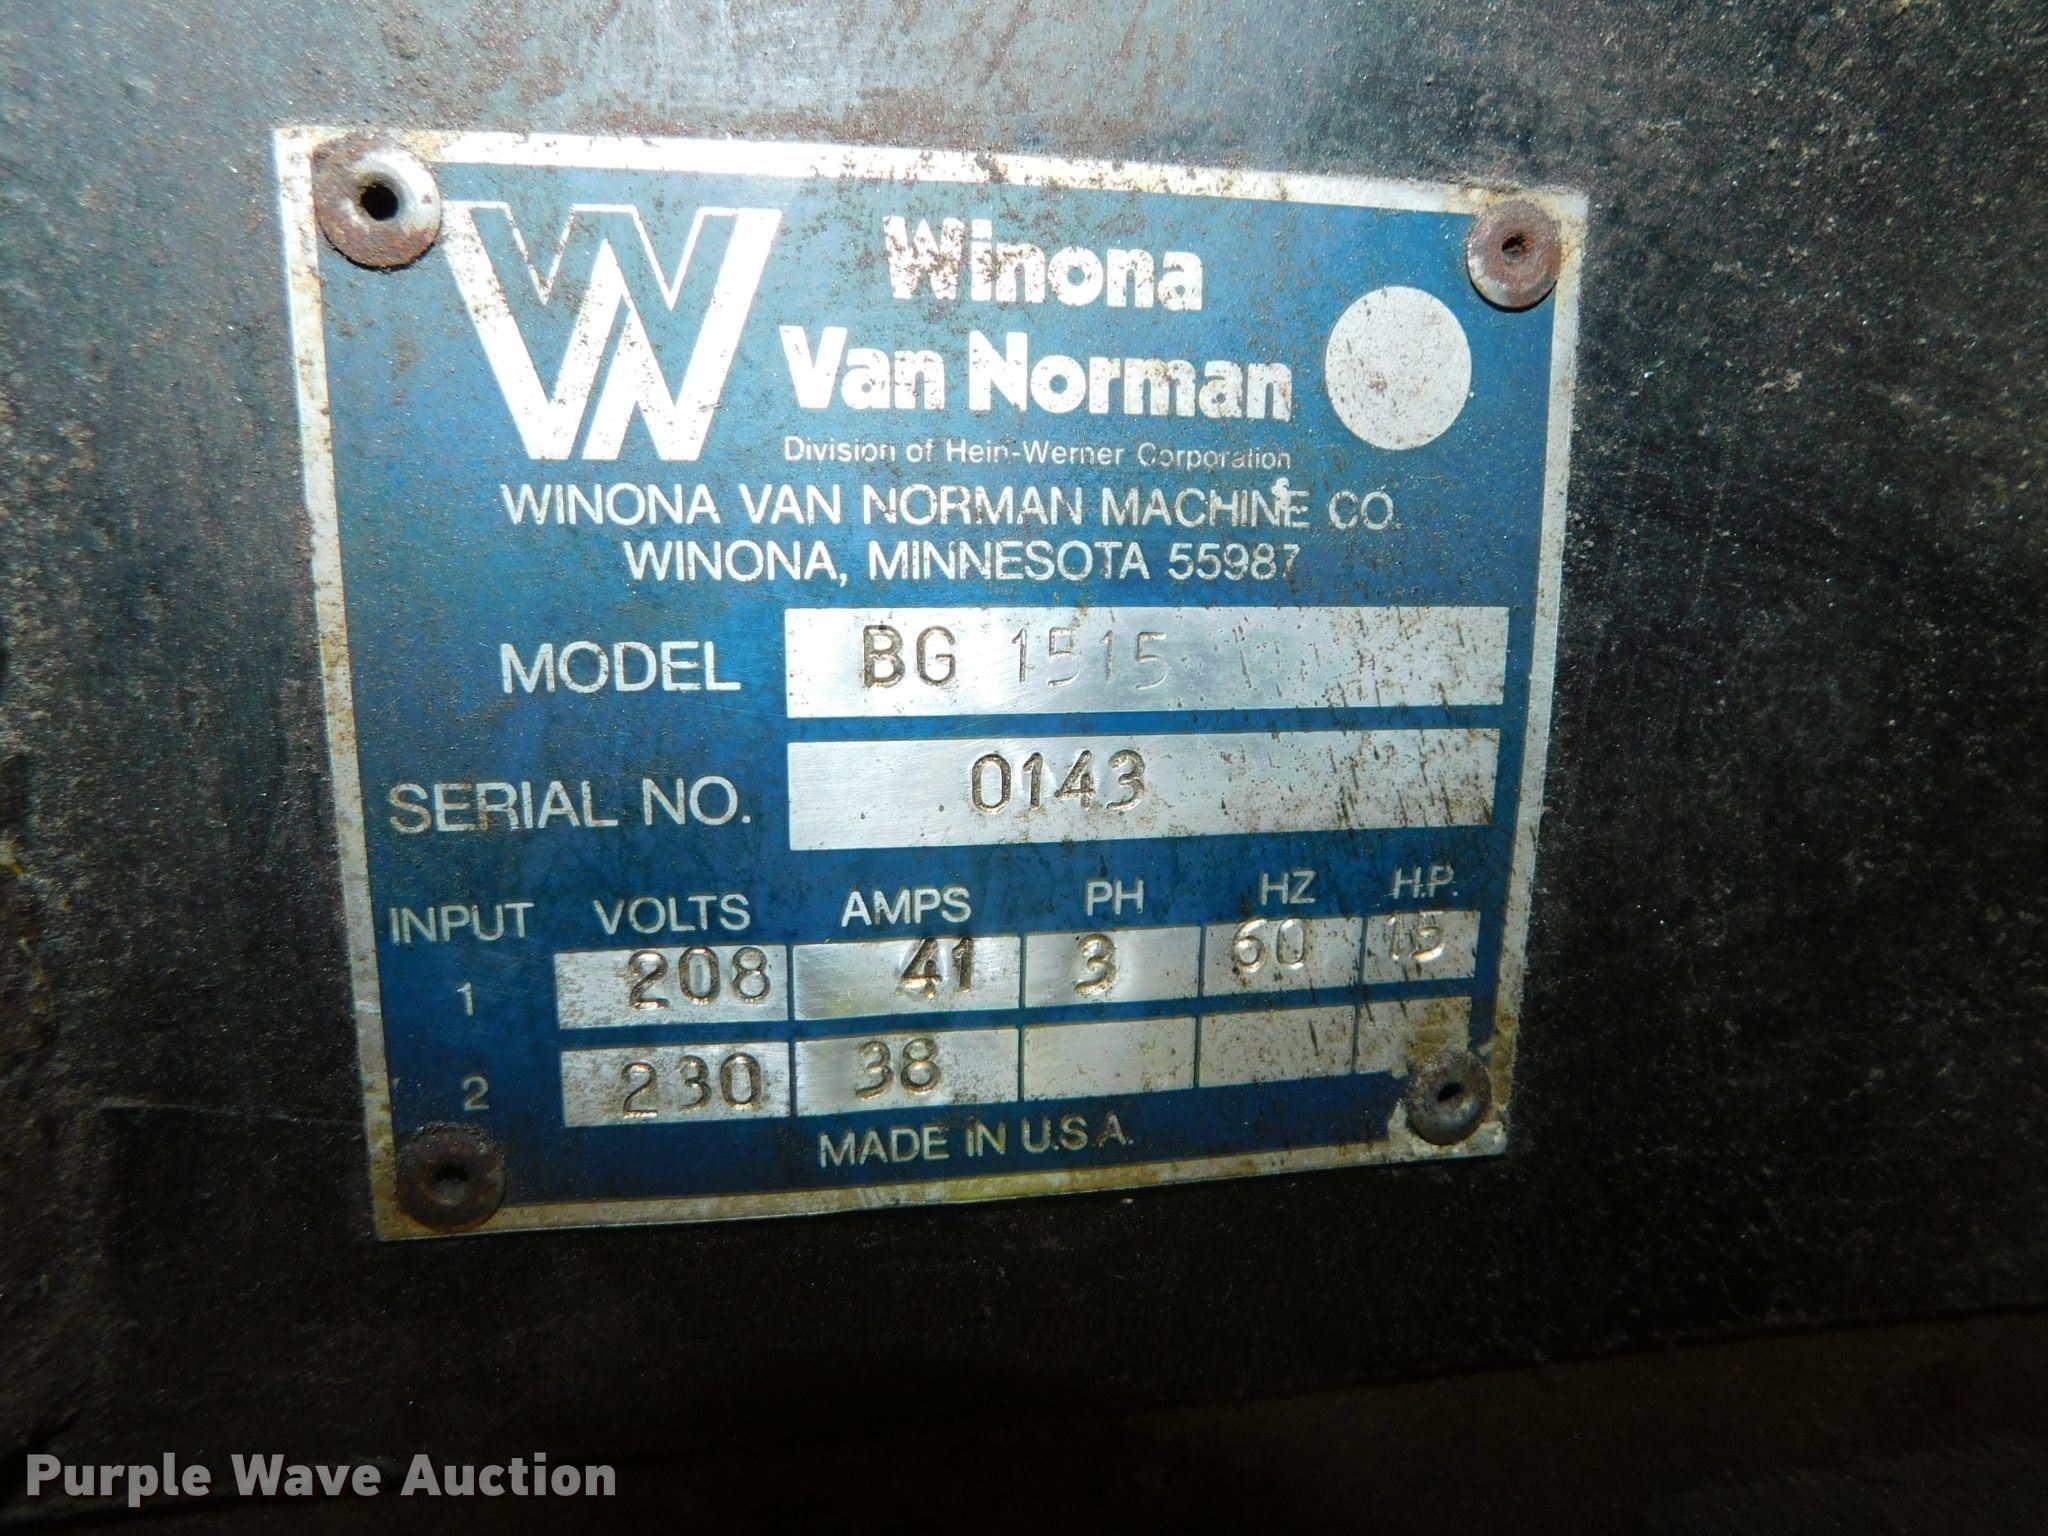 Winona
Van Norman
Division of Hein-Werner Corporation
WINONA VAN NORMAN MACHINE CO.
WINONA, MINNESOTA 55987
MODEL BG 1515
SERIAL NO. 0143
INPUT VOLTS AMPS PH HZ H.P.
1 208 41 3 60 15
2 230 38
MADE IN U.S.A.
Purple Wave Auction